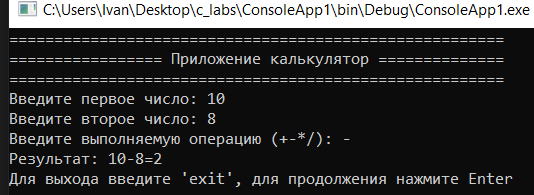 C:\Users\Ivan\Desktop\c_labs\ConsoleApp1\bin\Debug\ConsoleApp1.exe
=======================================================
================= Приложение калькулятор ==============
=======================================================
Введите первое число: 10
Введите второе число: 8
Введите выполняемую операцию (+-*/): -
Результат: 10-8=2
Для выхода введите 'exit', для продолжения нажмите Enter